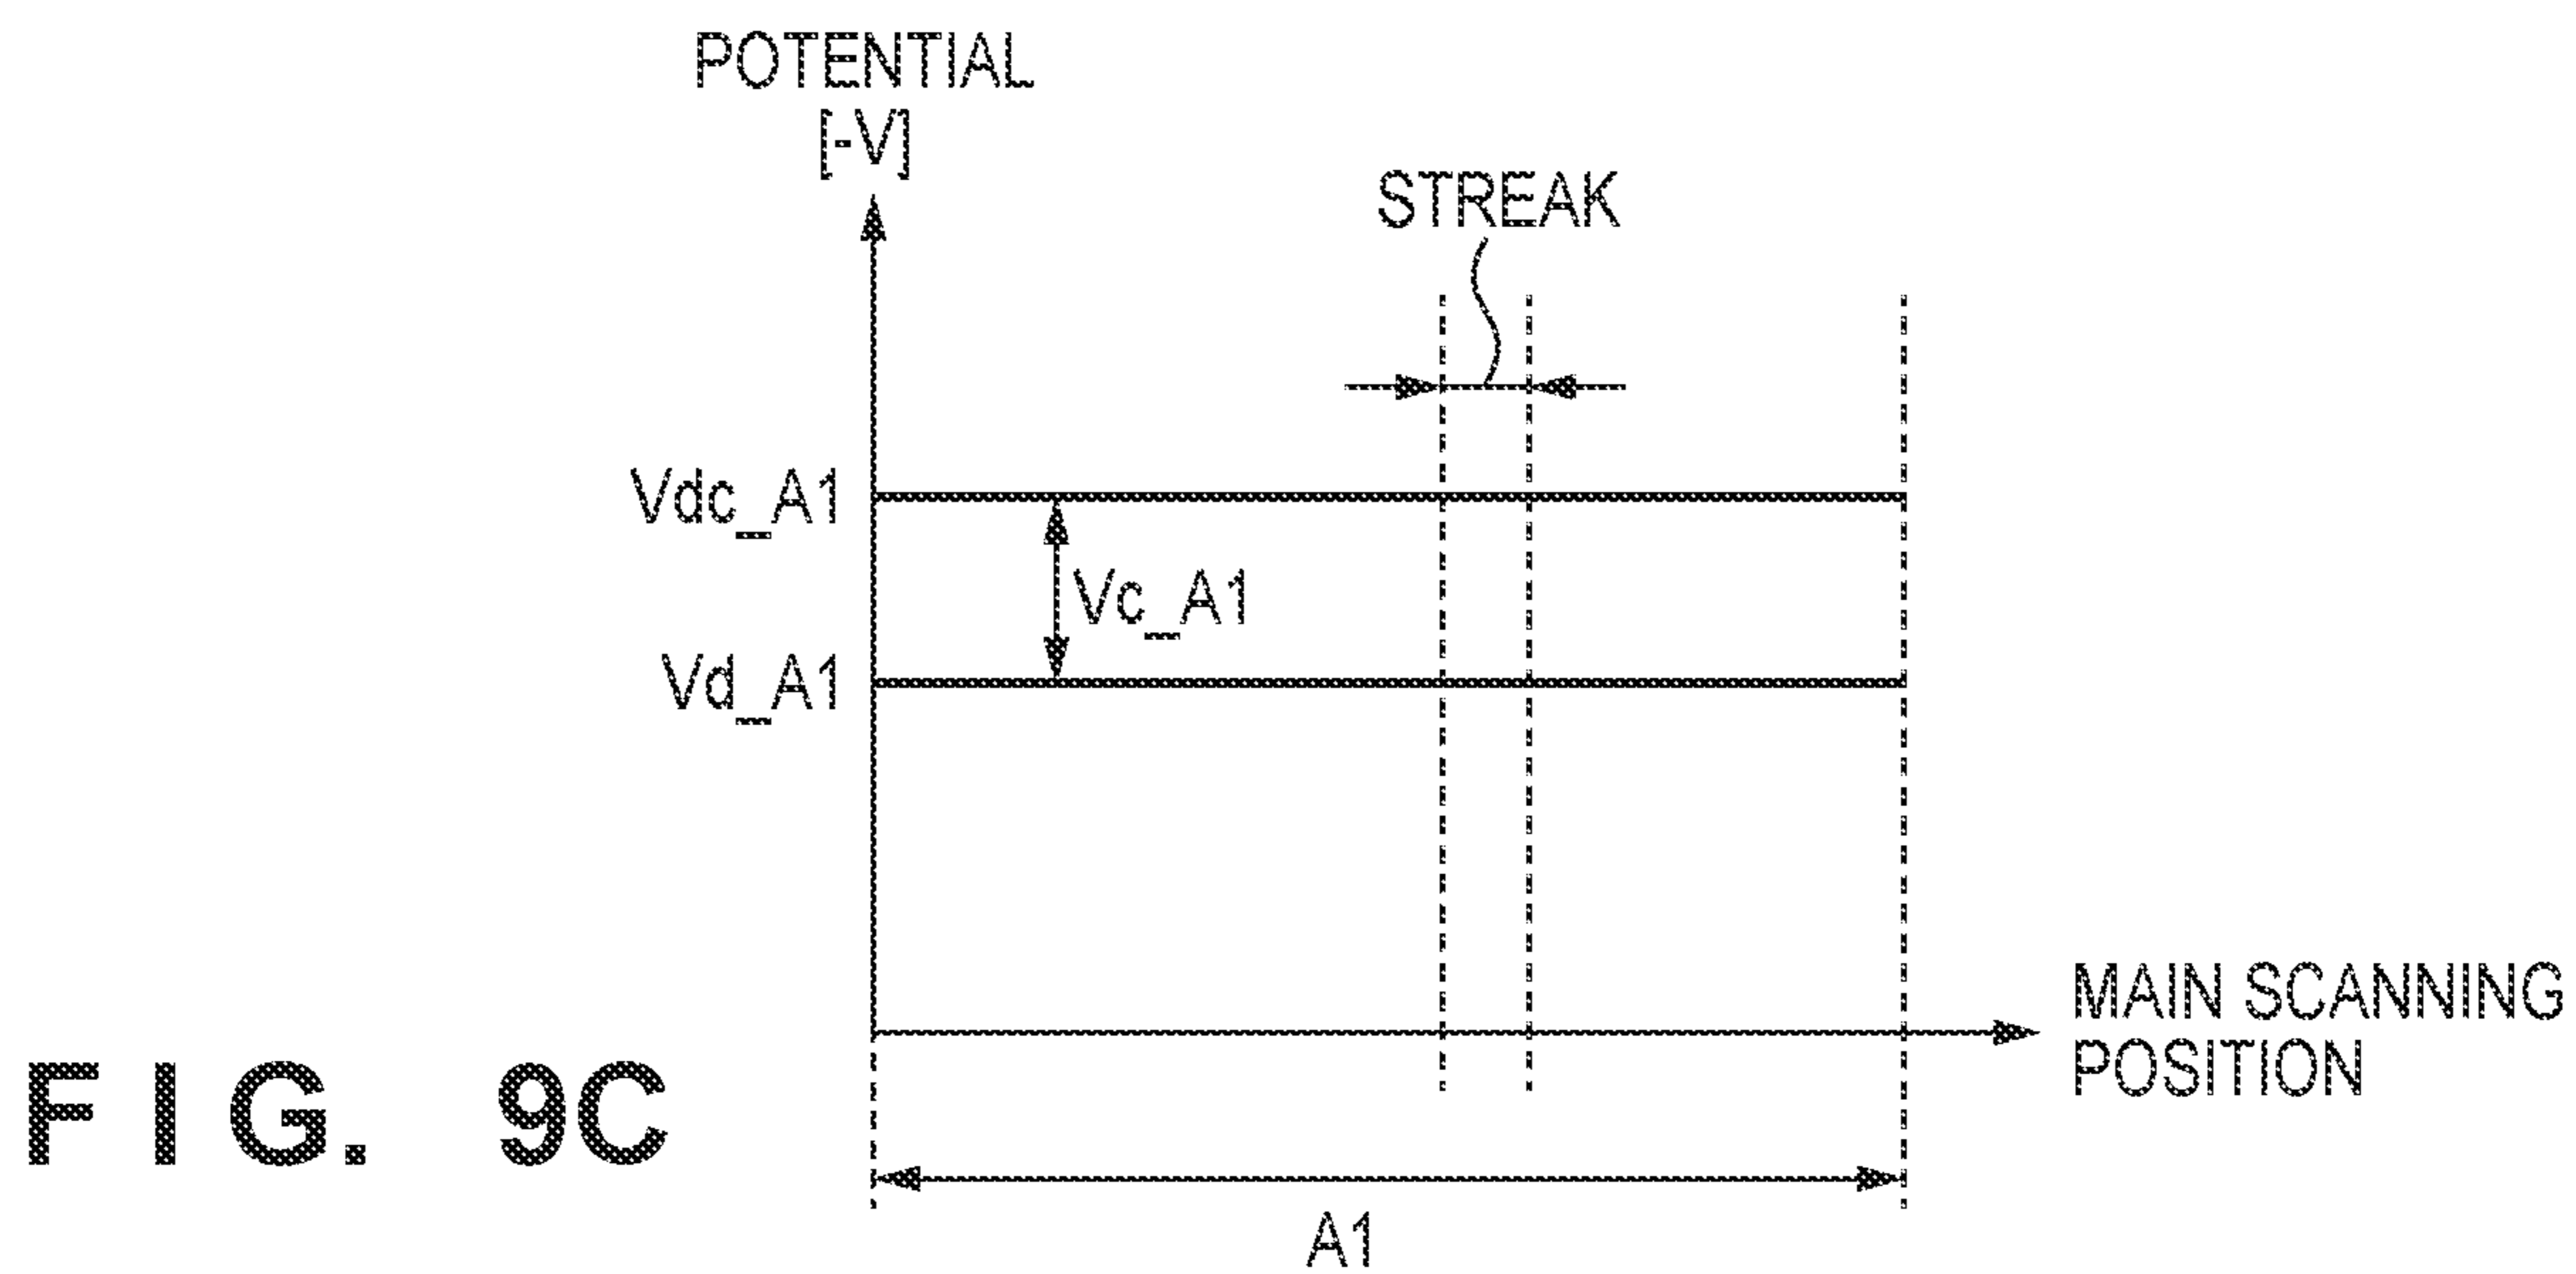 POTENTIAL
[-V]
STREAK
Vdc_A1
Vc_A1
Vd_A1
MAIN SCANNING
POSITION
FIG. 9C
A1